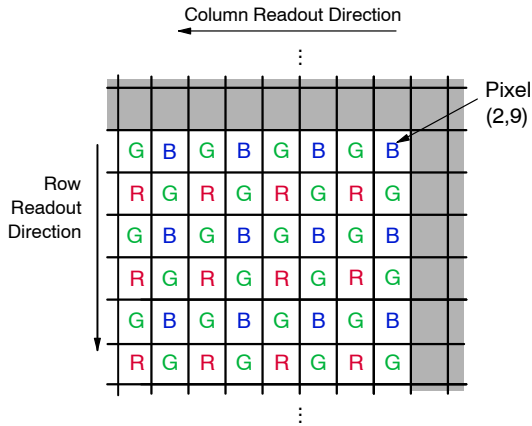 Column Readout Direction
...
Pixel
(2,9)
Row
Readout
Direction
G B G B G B G B
R G R G R G R G
G B G B G B G B
R G R G R G R G
G B G B G B G B
R G R G R G R G
...